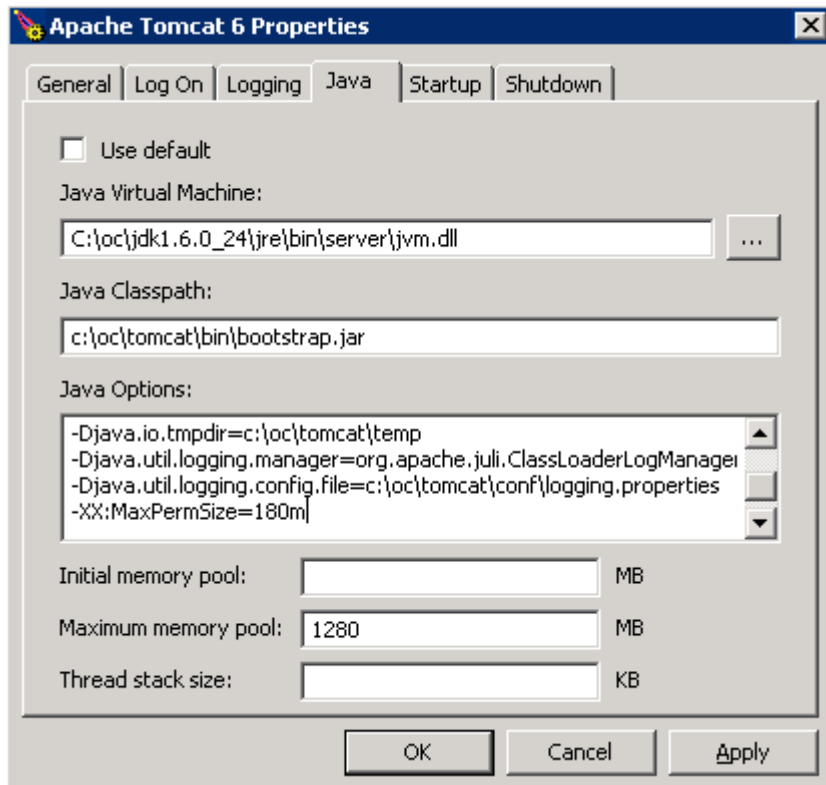 Apache Tomcat 6 Properties
General Log On Logging Java Startup Shutdown
Use default
Java Virtual Machine:
C:\oc\jdk1.6.0_24\jre\bin\server\jvm.dll ...
Java Classpath:
c:\oc\tomcat\bin\bootstrap.jar
Java Options:
-Djava.io.tmpdir=c:\oc\tomcat\temp
-Djava.util.logging.manager=org.apache.juli.ClassLoaderLogManager
-Djava.util.logging.config.file=c:\oc\tomcat\conf\logging.properties
-XX:MaxPermSize=180m
Initial memory pool: MB
Maximum memory pool: 1280 MB
Thread stack size: KB
OK Cancel Apply